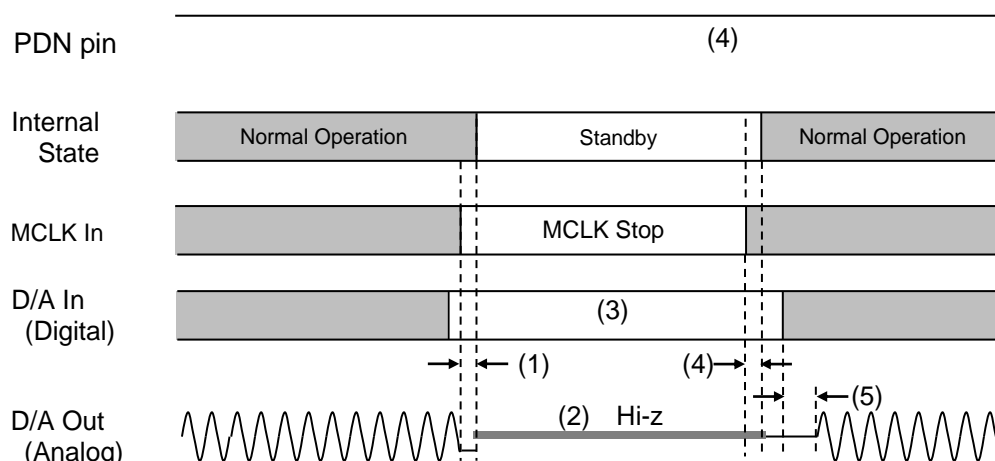 PDN pin
(4)
Internal
State
Normal Operation
Standby
Normal Operation
MCLK In
MCLK Stop
D/A In
(Digital)
(3)
(1)
(4)
(5)
D/A Out
(Analog)
(2)
Hi-z